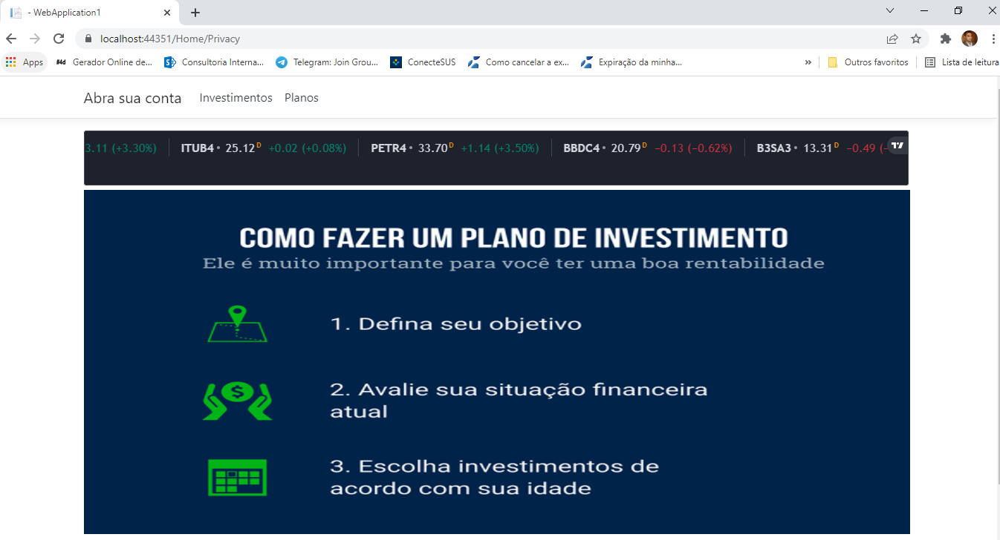 - WebApplication1
localhost:44351/Home/Privacy
Apps #4d Gerador Online de... Consultoria Interna... Telegram: Join Grou... ConecteSUS Como cancelar a ex... Expiração da minha... » Outros favoritos Lista de leitura
Abra sua conta Investimentos Planos
3.11 (+3.30%) ITUB4 • 25.12 D +0.02 (+0.08%) PETR4 • 33.70 D +1.14 (+3.50%) BBDC4 • 20.79 D −0.13 (−0.62%) B3SA3 • 13.31 D −0.49 (−
COMO FAZER UM PLANO DE INVESTIMENTO
Ele é muito importante para você ter uma boa rentabilidade
1. Defina seu objetivo
2. Avalie sua situação financeira
atual
3. Escolha investimentos de
acordo com sua idade